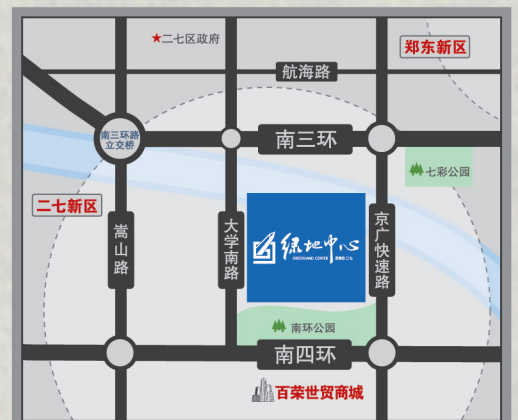 ★二七区政府
郑东新区
航海路
南三环路
立交桥
南三环
七彩公园
二七新区
嵩山路
大学南路
绿地中心
GREENLAND CENTER
京广快速路
南环公园
南四环
百荣世贸商城